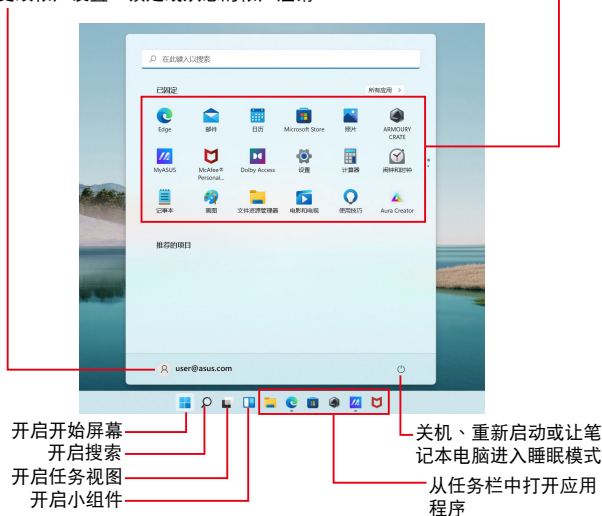 在此键入以搜索
已固定
所有应用 >
Edge
邮件
日历
Microsoft Store
照片
ARMOURY
CRATE
MyASUS
McAfee®
Personal...
Dolby Access
设置
计算器
闹钟和时钟
记事本
画图
文件资源管理器
电影和电视
使用技巧
Aura Creator
推荐的项目
user@asus.com
开启开始屏幕
开启搜索
开启任务视图
开启小组件
关机、重新启动或让笔
记本电脑进入睡眠模式
从任务栏中打开应用
程序